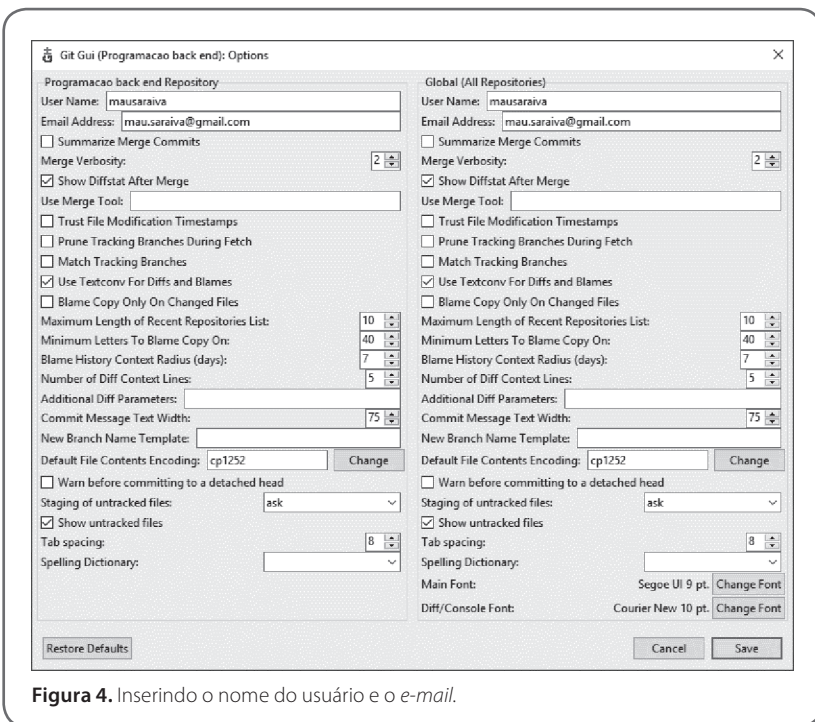 Git Gui (Programacao back end): Options
Programacao back end Repository
User Name: mausaraiva
Email Address: mau.saraiva@gmail.com
Summarize Merge Commits
Merge Verbosity: 2
Show Diffstat After Merge
Use Merge Tool:
Trust File Modification Timestamps
Prune Tracking Branches During Fetch
Match Tracking Branches
Use Textconv For Diffs and Blames
Blame Copy Only On Changed Files
Maximum Length of Recent Repositories List: 10
Minimum Letters To Blame Copy On: 40
Blame History Context Radius (days): 7
Number of Diff Context Lines: 5
Additional Diff Parameters:
Commit Message Text Width: 75
New Branch Name Template:
Default File Contents Encoding: cp1252 Change
Warn before committing to a detached head
Staging of untracked files: ask
Show untracked files
Tab spacing: 8
Spelling Dictionary:
Global (All Repositories)
User Name: mausaraiva
Email Address: mau.saraiva@gmail.com
Summarize Merge Commits
Merge Verbosity: 2
Show Diffstat After Merge
Use Merge Tool:
Trust File Modification Timestamps
Prune Tracking Branches During Fetch
Match Tracking Branches
Use Textconv For Diffs and Blames
Blame Copy Only On Changed Files
Maximum Length of Recent Repositories List: 10
Minimum Letters To Blame Copy On: 40
Blame History Context Radius (days): 7
Number of Diff Context Lines: 5
Additional Diff Parameters:
Commit Message Text Width: 75
New Branch Name Template:
Default File Contents Encoding: cp1252 Change
Warn before committing to a detached head
Staging of untracked files: ask
Show untracked files
Tab spacing: 8
Spelling Dictionary:
Main Font: Segoe UI 9 pt. Change Font
Diff/Console Font: Courier New 10 pt. Change Font
Restore Defaults Cancel Save
Figura 4. Inserindo o nome do usuário e o e-mail.